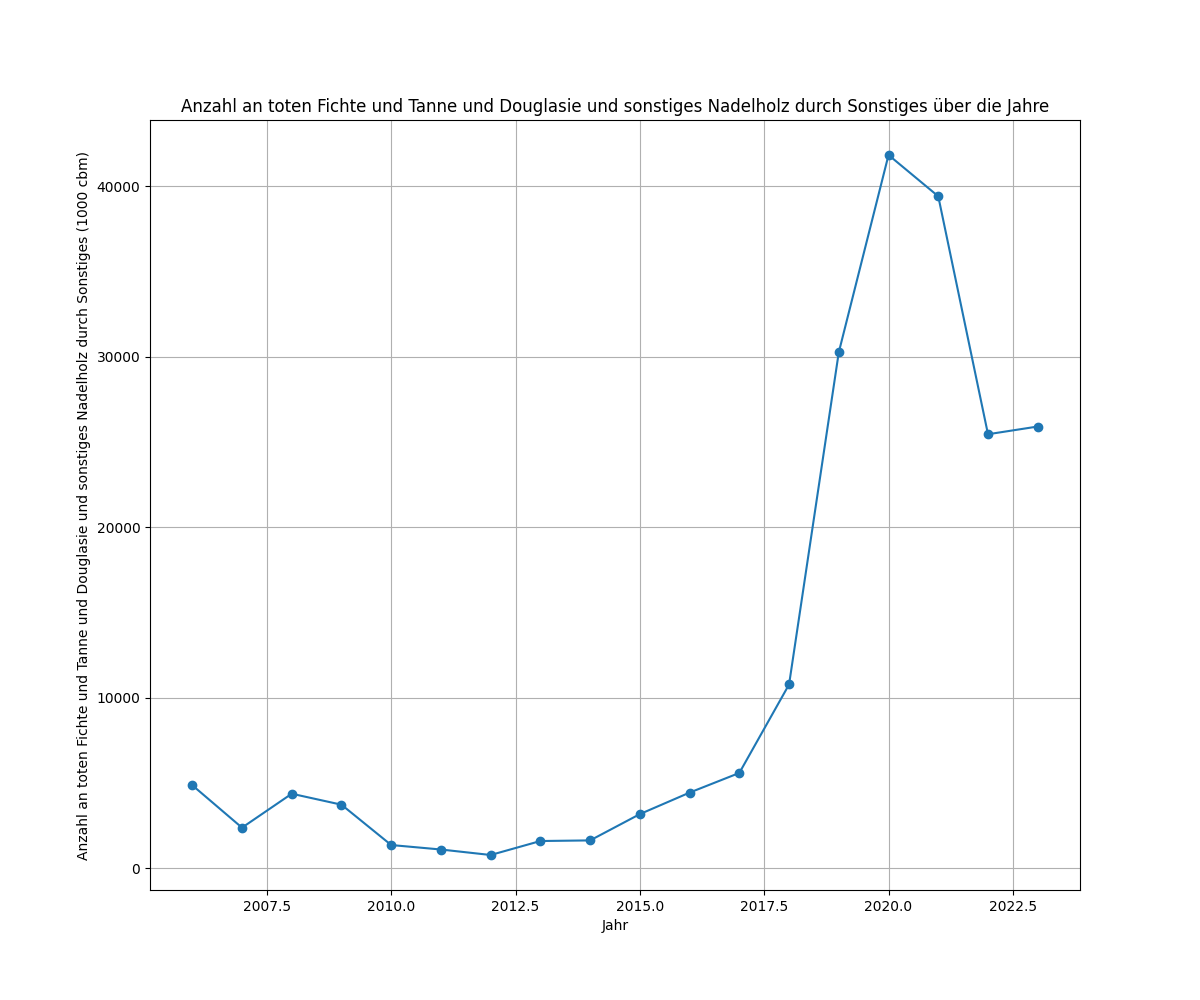 Anzahl an toten Fichte und Tanne und Douglasie und sonstiges Nadelholz durch Sonstiges über die Jahre
Anzahl an toten Fichte und Tanne und Douglasie und sonstiges Nadelholz durch Sonstiges (1000 cbm)
40000
30000
20000
10000
0
2007.5 2010.0 2012.5 2015.0 2017.5 2020.0 2022.5
Jahr